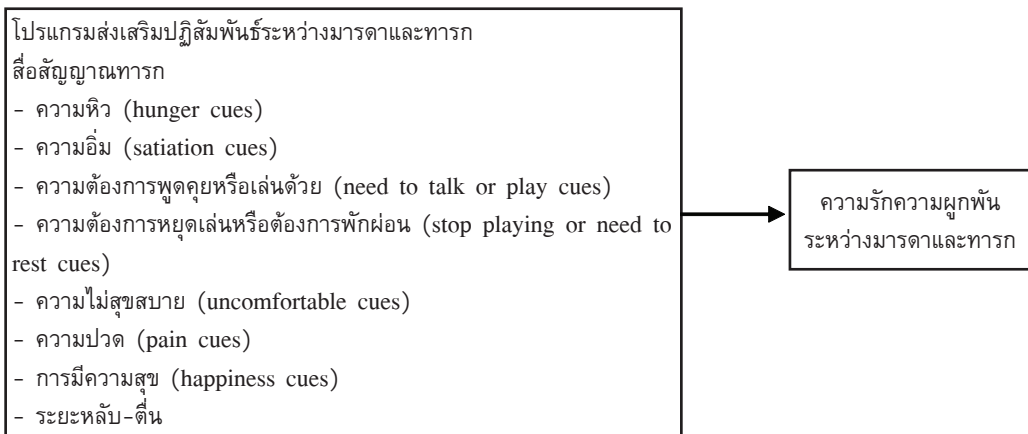 โปรแกรมส่งเสริมปฏิสัมพันธ์ระหว่างมารดาและทารก
สื่อสัญญาณทารก
- ความหิว (hunger cues)
- ความอิ่ม (satiation cues)
- ความต้องการพูดคุยหรือเล่นด้วย (need to talk or play cues)
- ความต้องการหยุดเล่นหรือต้องการพักผ่อน (stop playing or need to
rest cues)
- ความไม่สุขสบาย (uncomfortable cues)
- ความปวด (pain cues)
- การมีความสุข (happiness cues)
- ระยะหลับ-ตื่น
ความรักความผูกพัน
ระหว่างมารดาและทารก